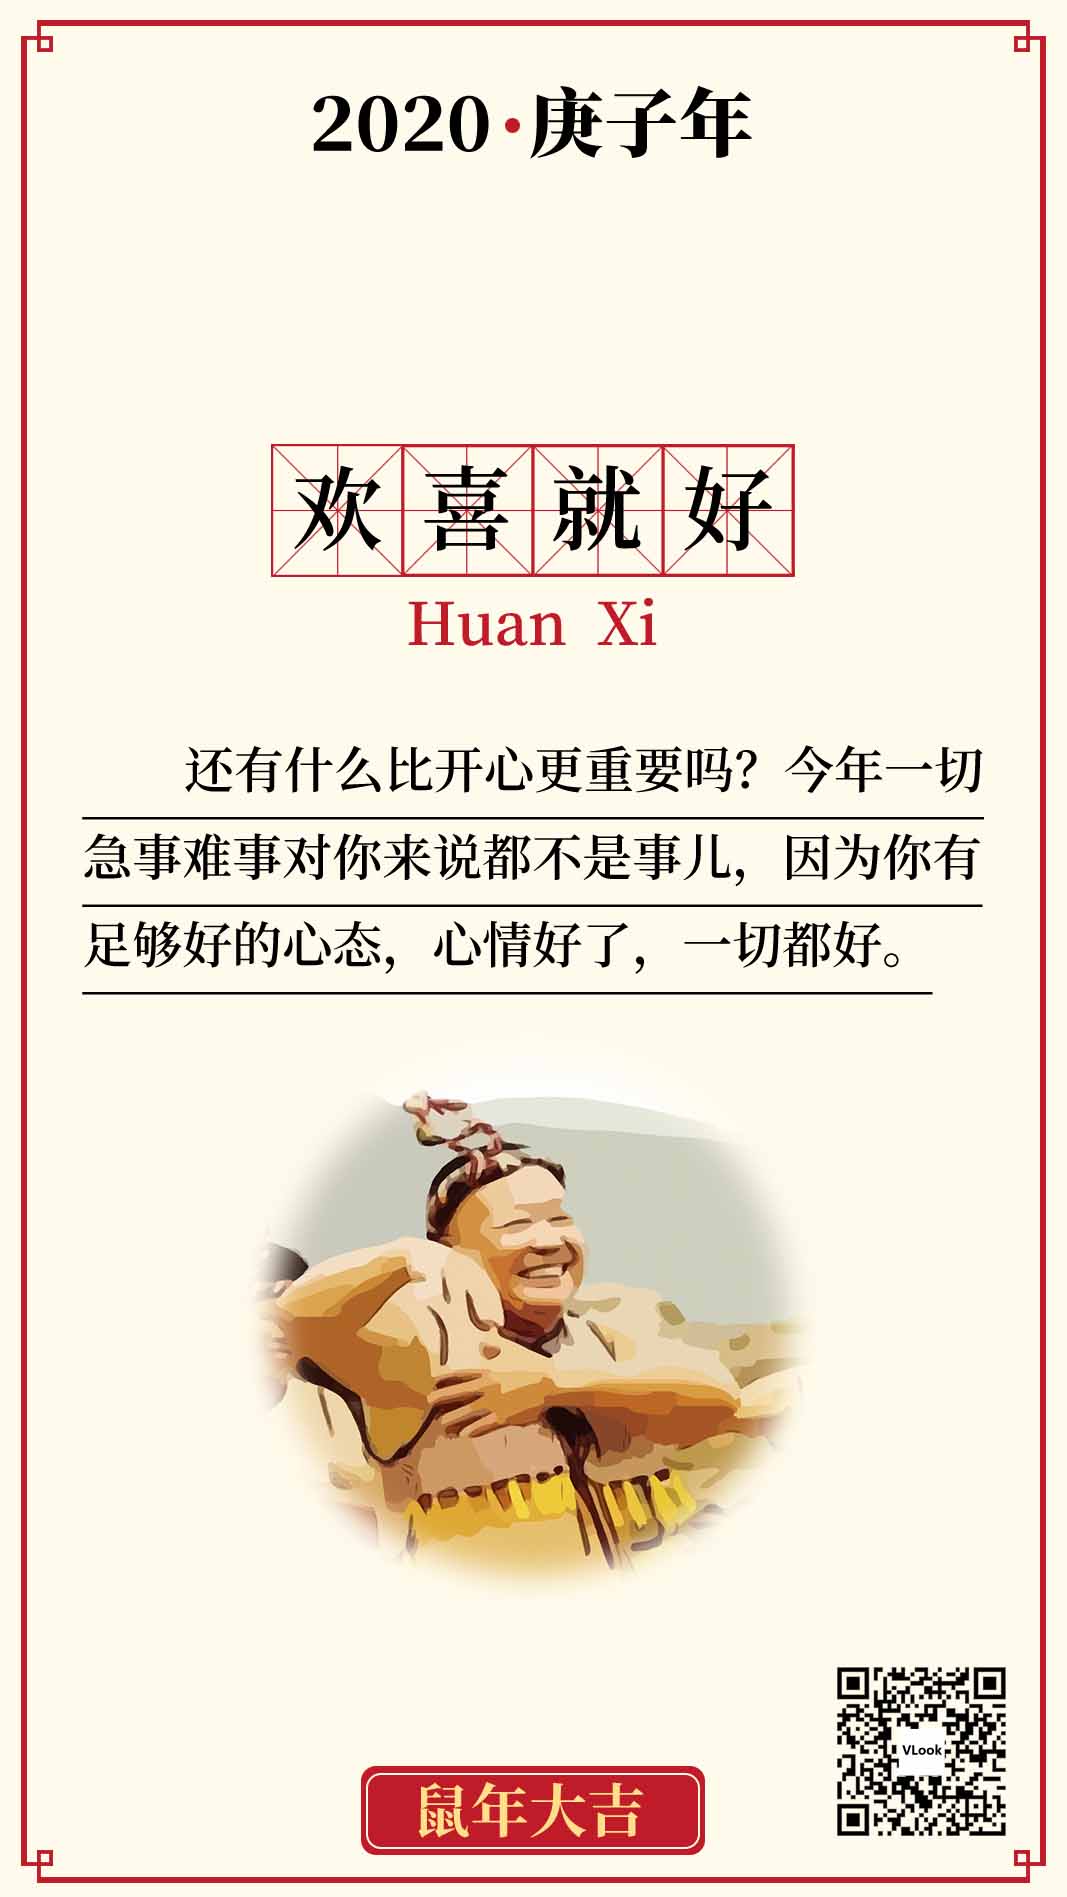 2020·庚子年
欢喜就好
Huan Xi
还有什么比开心更重要吗？今年一切
急事难事对你来说都不是事儿，因为你有
足够好的心态，心情好了，一切都好。
VLook
鼠年大吉